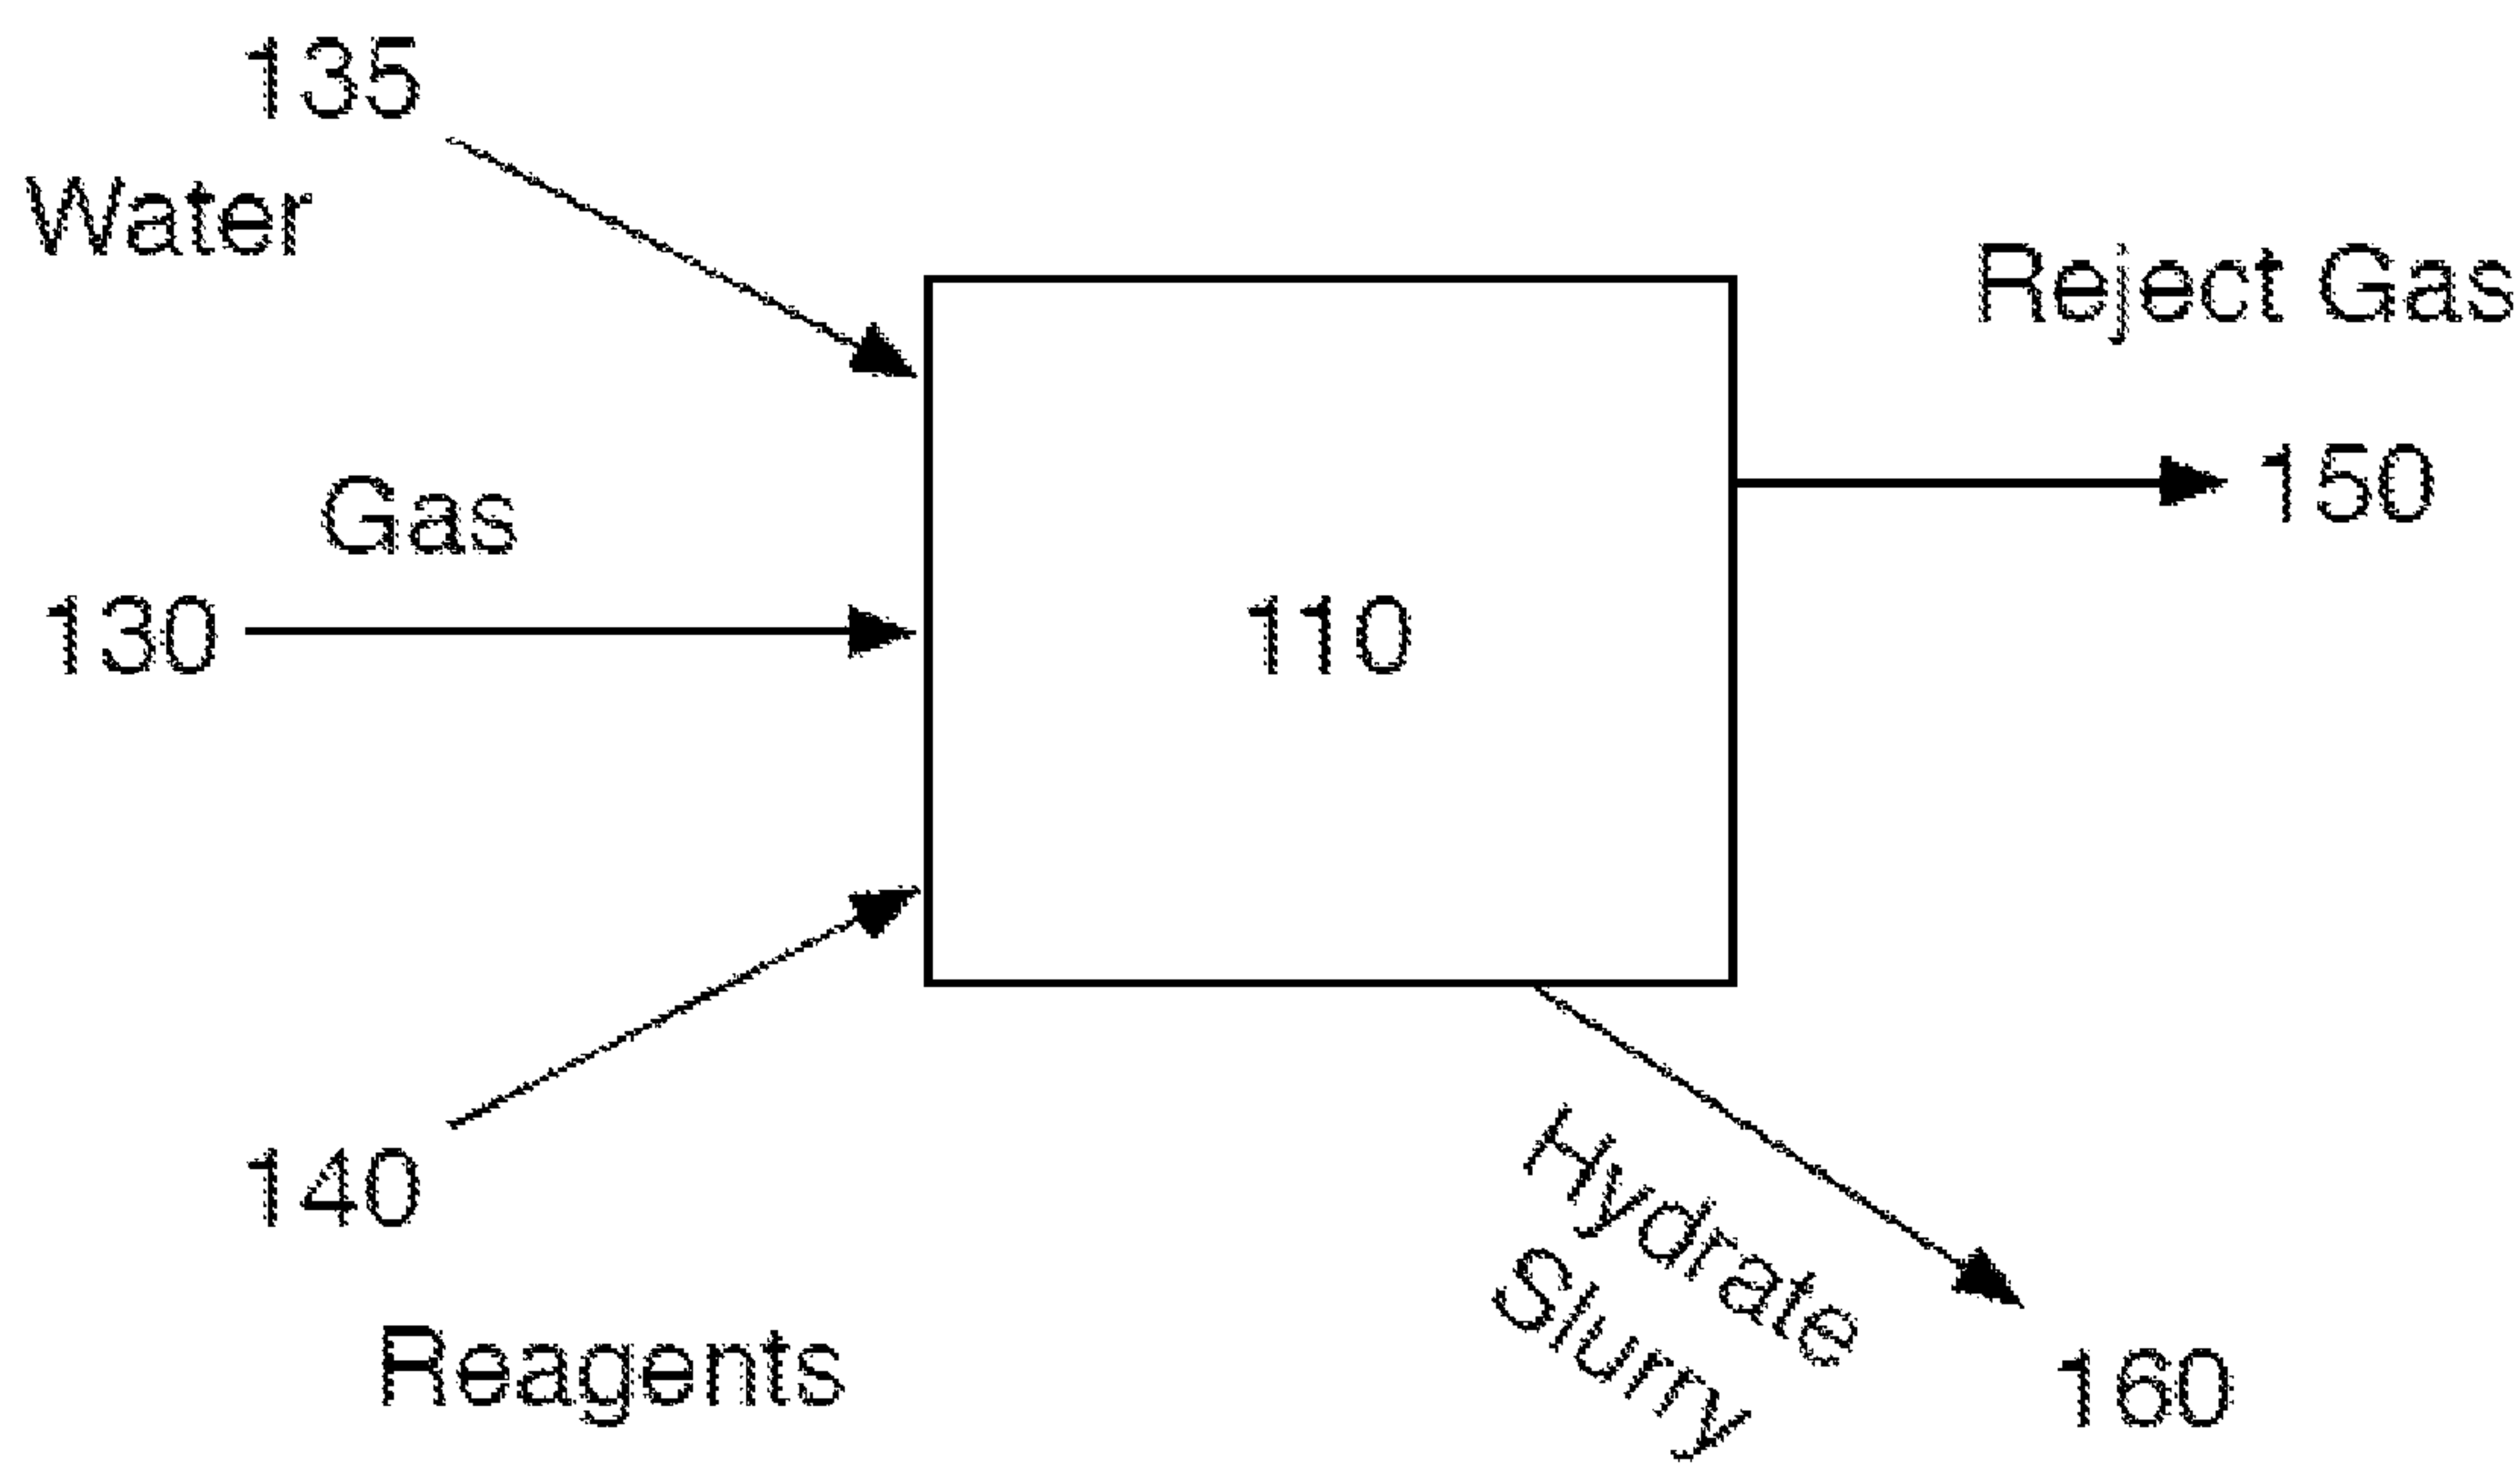 135
Water
Reject Gas
Gas
150
130
110
140
Hydrate
Slurry
Reagents
160